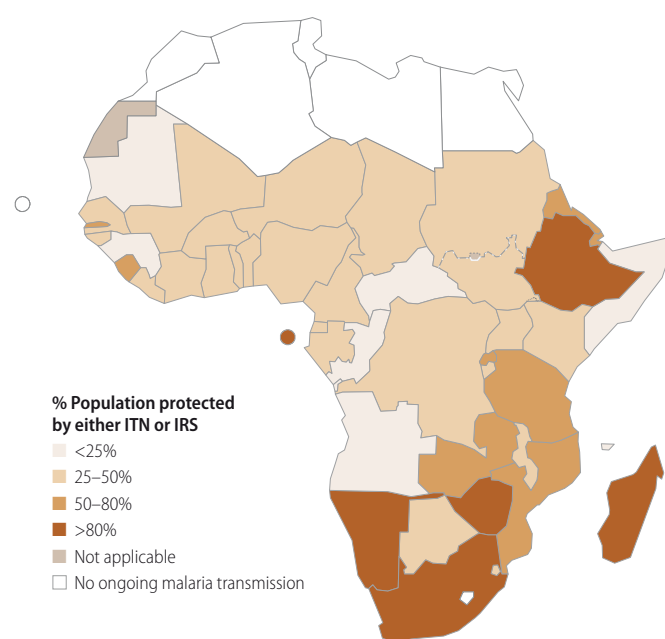 % Population protected
by either ITN or IRS
<25%
25–50%
50–80%
>80%
Not applicable
No ongoing malaria transmission